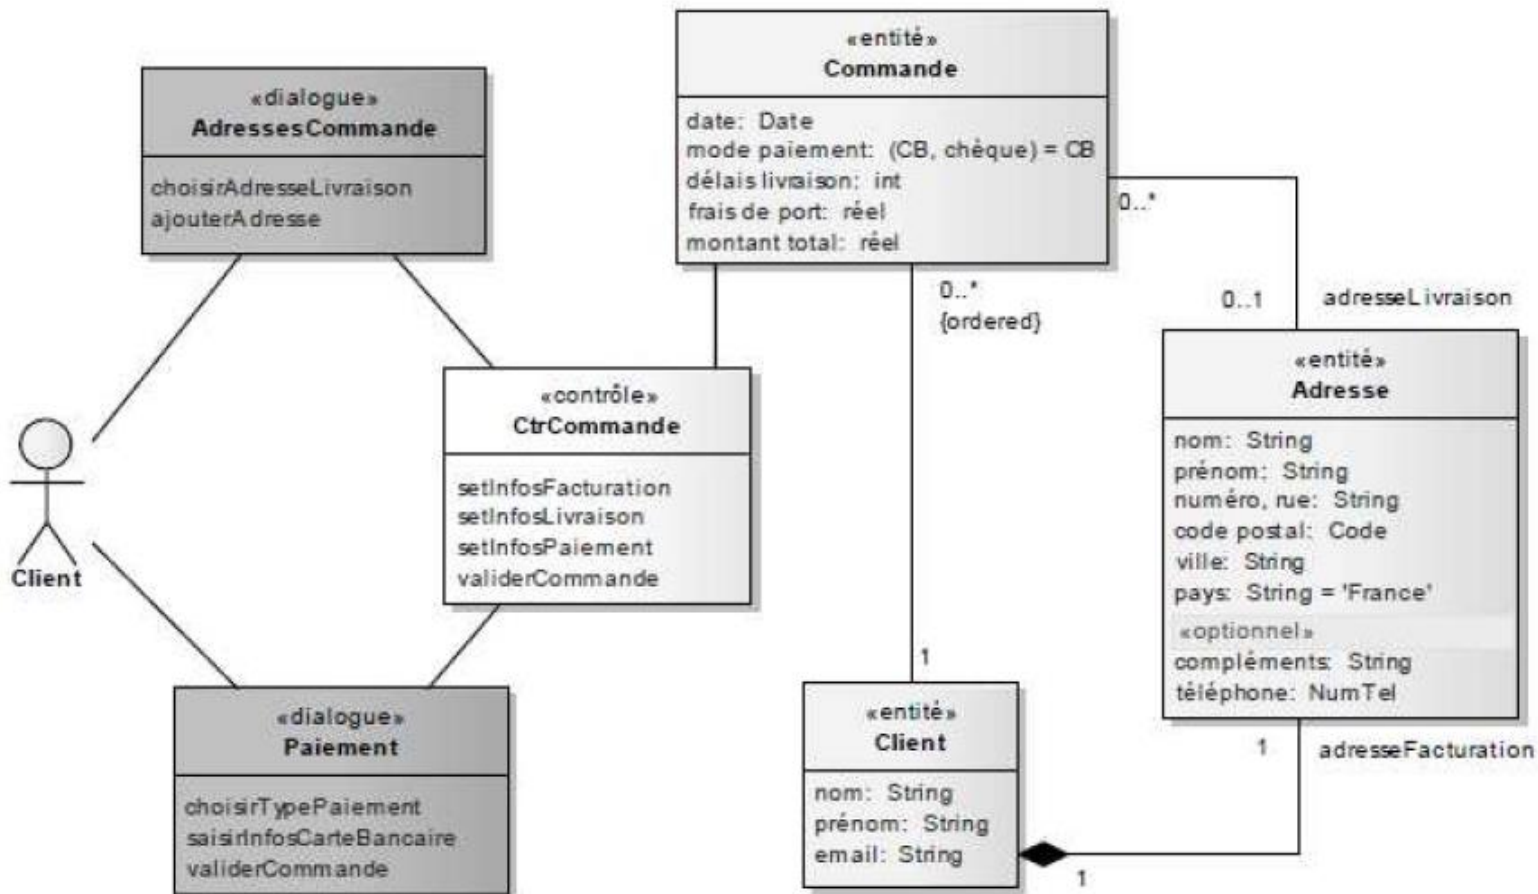 «entité»
Commande
date: Date
mode paiement: (CB, chèque) = CB
délais livraison: int
frais de port: réel
montant total: réel
«dialogue»
AdressesCommande
choisirAdresseLivraison
ajouterAdresse
0..*
0..*
{ordered}
0..1
adresseLivraison
«contrôle»
CtrCommande
setInfosFacturation
setInfosLivraison
setInfosPaiement
validerCommande
«entité»
Adresse
nom: String
prénom: String
numéro, rue: String
code postal: Code
ville: String
pays: String = 'France'
«optionnel»
compléments: String
téléphone: NumTel
Client
1
«dialogue»
Paiement
choisirTypePaiement
saisirInfosCarteBancaire
validerCommande
«entité»
Client
nom: String
prénom: String
email: String
1
adresseFacturation
1